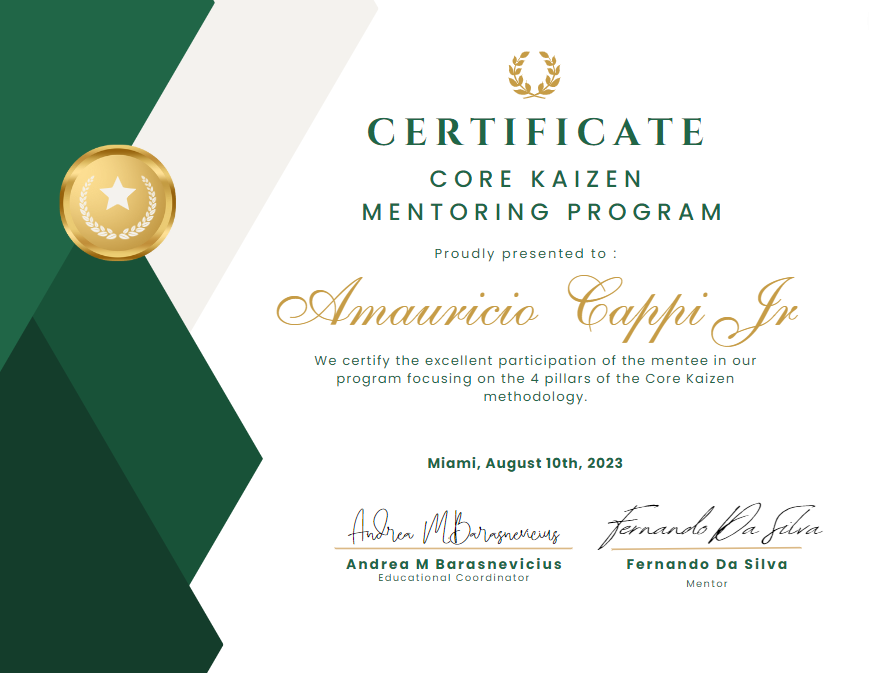 CERTIFICATE
CORE KAIZEN
MENTORING PROGRAM
Proudly presented to :
Amauricio Cappi Jr
We certify the excellent participation of the mentee in our
program focusing on the 4 pillars of the Core Kaizen
methodology.
Miami, August 10th, 2023
Andrea M Barasnevicius
Fernando Da Silva
Andrea M Barasnevicius
Fernando Da Silva
Educational Coordinator
Mentor